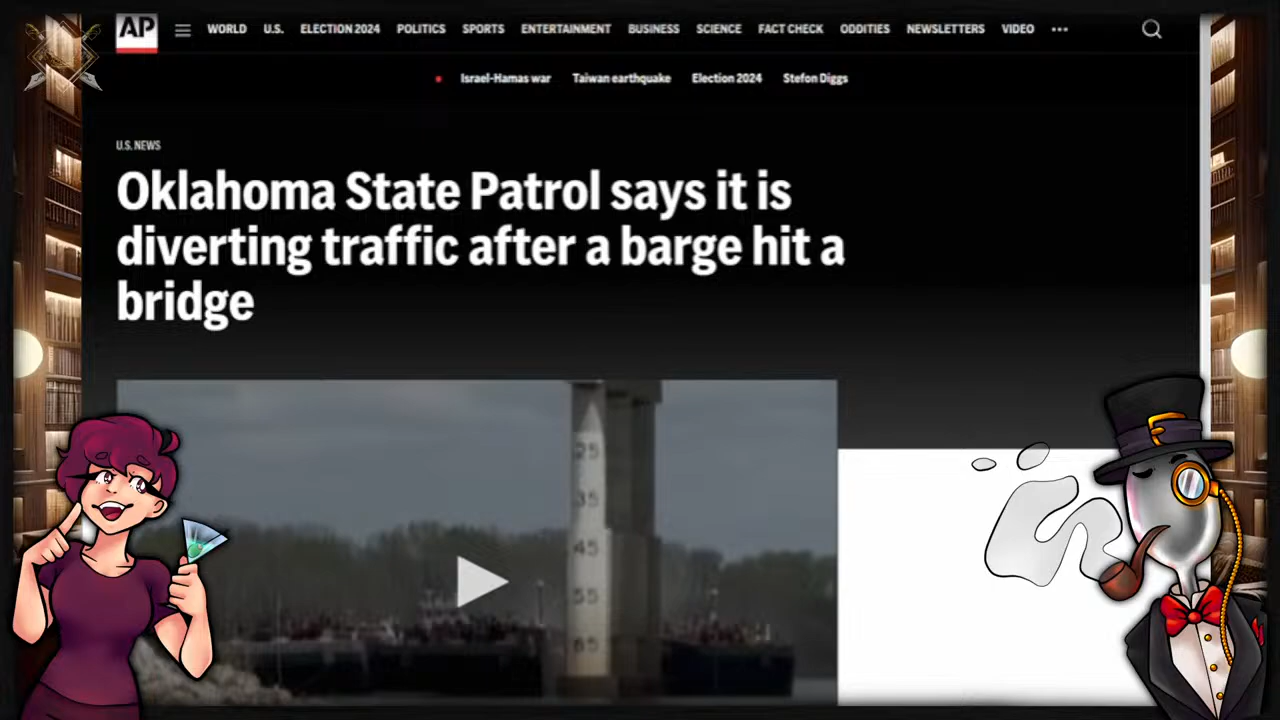 AP WORLD U.S. ELECTION 2024 POLITICS SPORTS ENTERTAINMENT BUSINESS SCIENCE FACT CHECK ODDITIES NEWSLETTERS VIDEO
Israel-Hamas war Taiwan earthquake Election 2024 Stefon Diggs
U.S. NEWS
Oklahoma State Patrol says it is
diverting traffic after a barge hit a
bridge
25
35
45
55
65